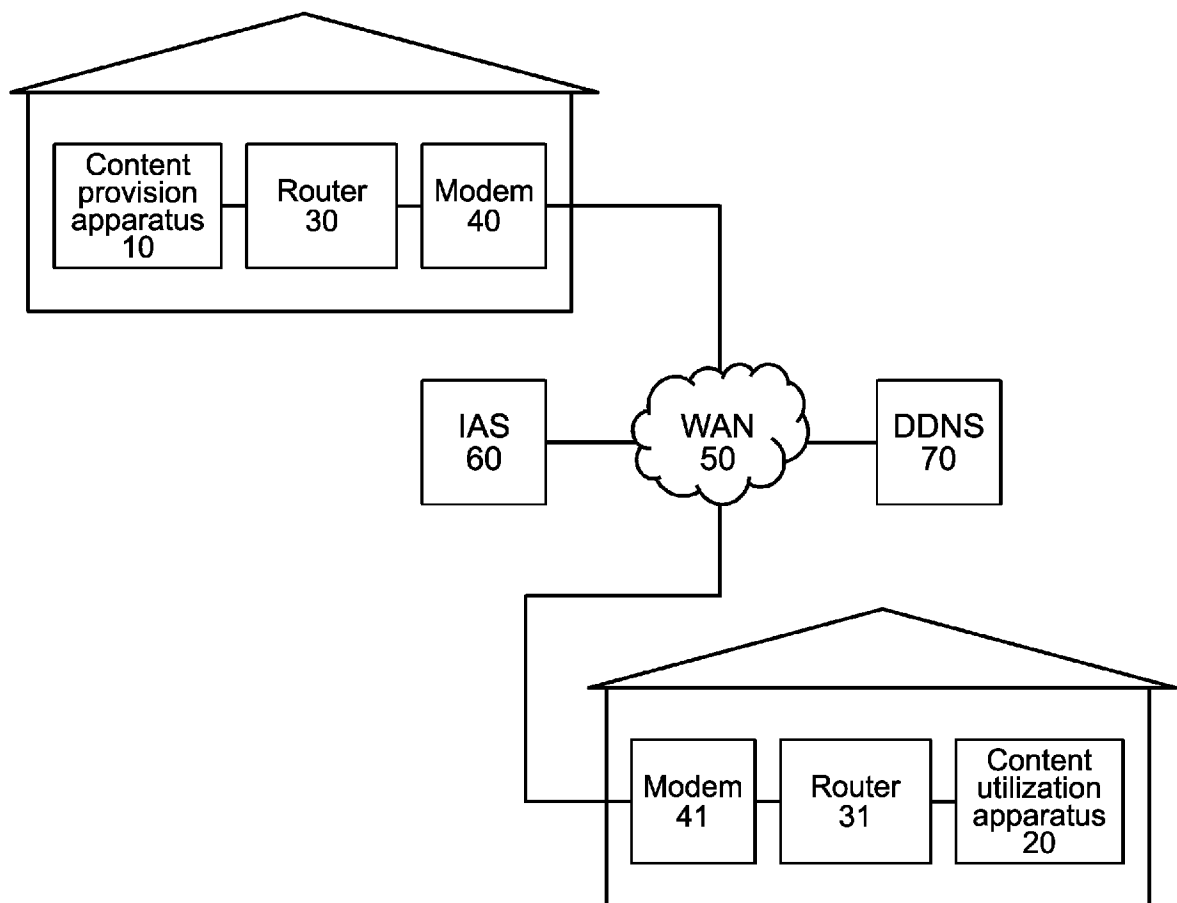 Content
provision
apparatus
10
Router
30
Modem
40
IAS
60
WAN
50
DDNS
70
Modem
41
Router
31
Content
utilization
apparatus
20